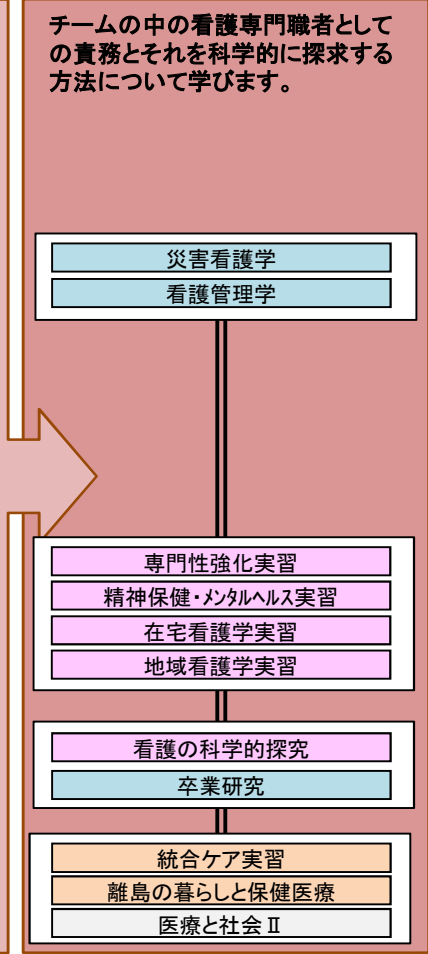 チームの中の看護専門職者として
の責務とそれを科学的に探求する
方法について学びます。
災害看護学
看護管理学
専門性強化実習
精神保健・ﾒﾝﾀﾙﾍﾙｽ実習
在宅看護学実習
地域看護学実習
看護の科学的探究
卒業研究
統合ケア実習
離島の暮らしと保健医療
医療と社会Ⅱ